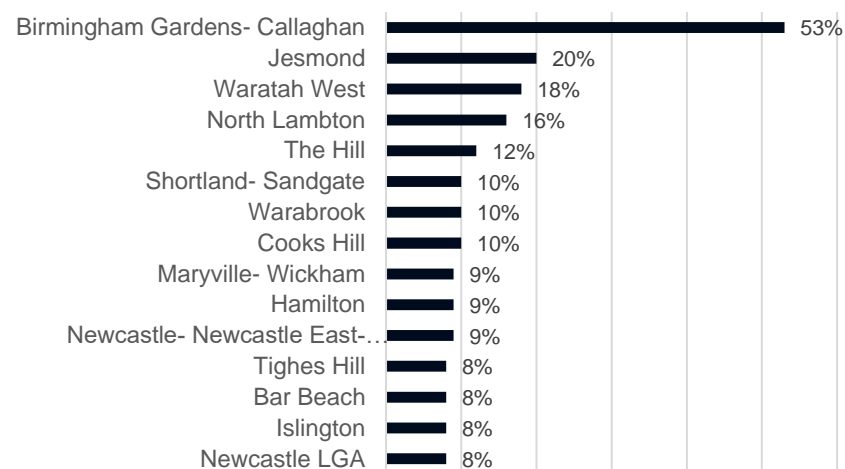 Birmingham Gardens- Callaghan 53%
Jesmond 20%
Waratah West 18%
North Lambton 16%
The Hill 12%
Shortland- Sandgate 10%
Warabrook 10%
Cooks Hill 10%
Maryville- Wickham 9%
Hamilton 9%
Newcastle- Newcastle East-… 9%
Tighes Hill 8%
Bar Beach 8%
Islington 8%
Newcastle LGA 8%